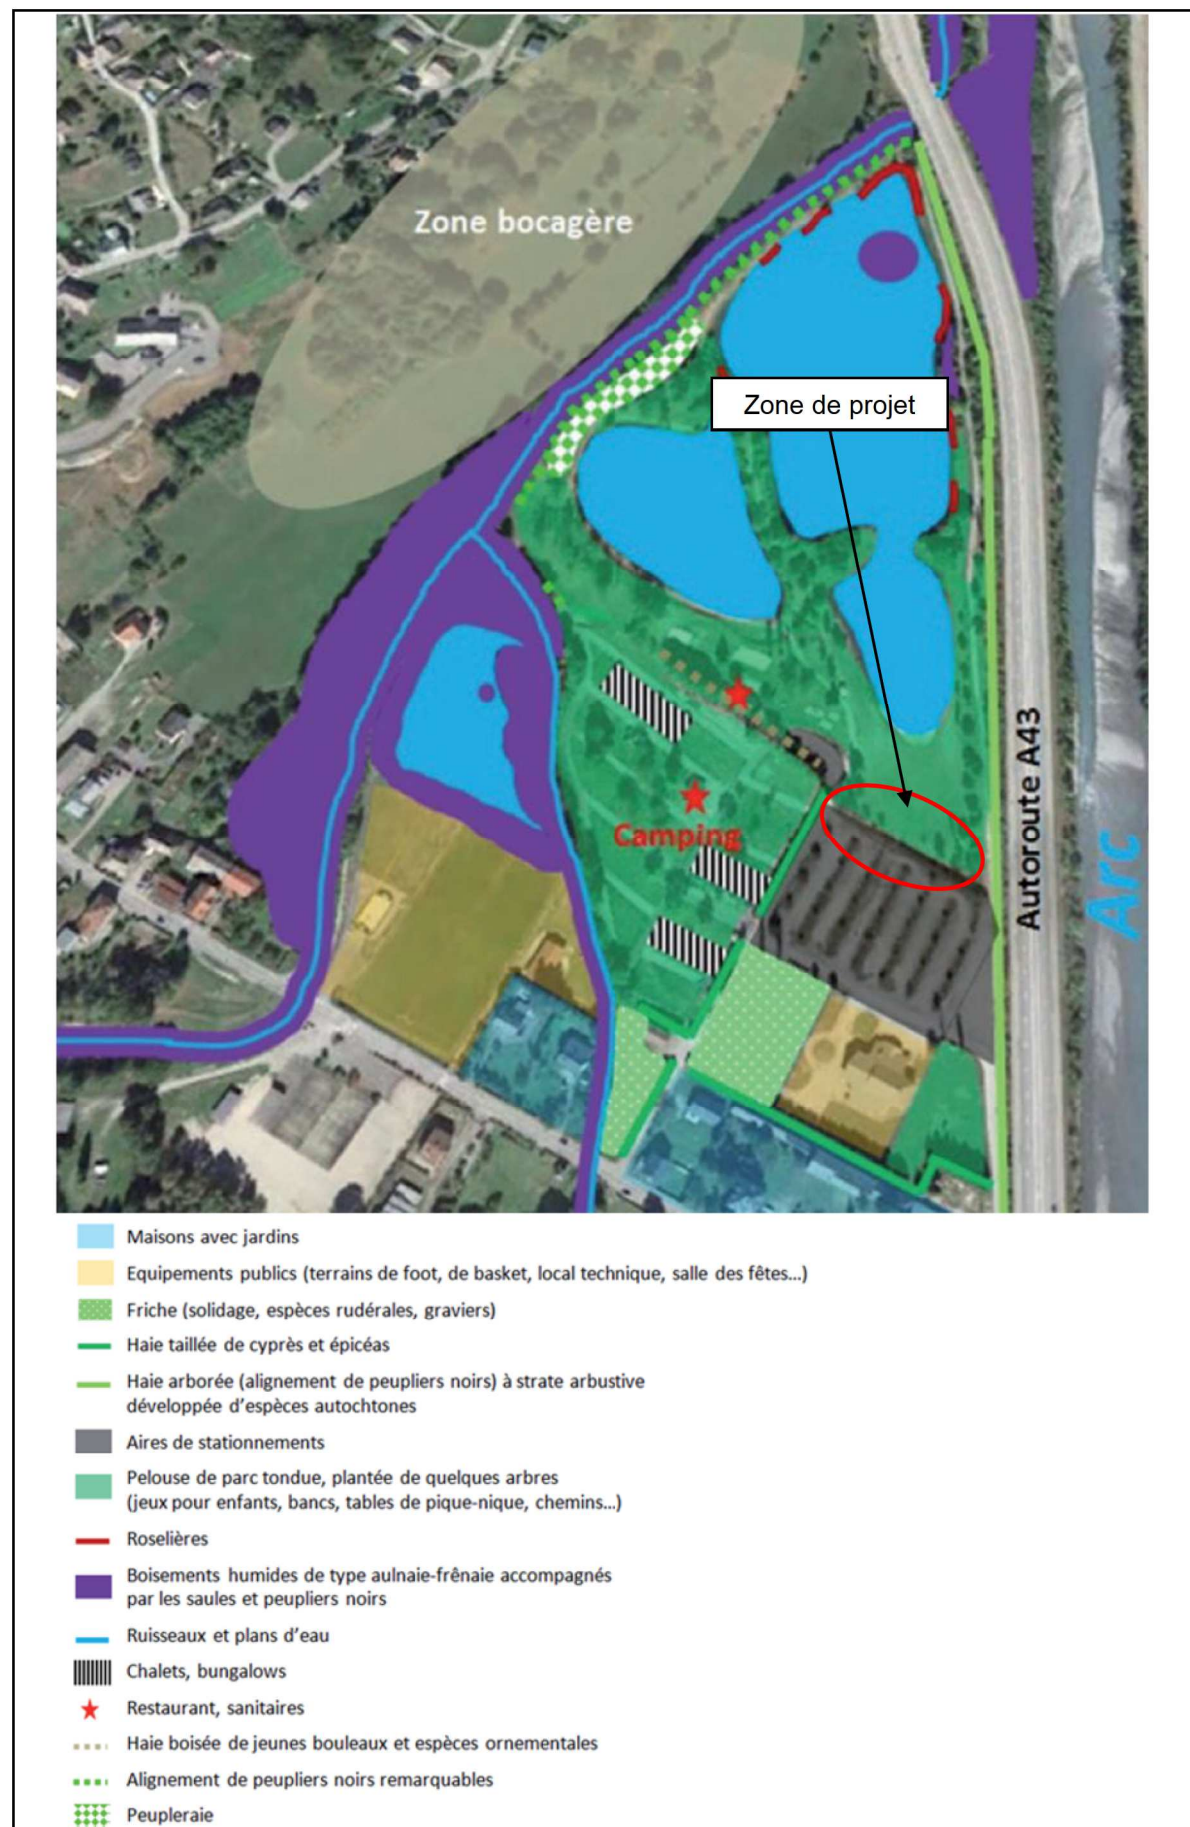 Zone bocagère
Zone de projet
Camping
Autoroute A43
Arc
Maisons avec jardins
Equipements publics (terrains de foot, de basket, local technique, salle des fêtes...)
Friche (solidage, espèces rudérales, graviers)
Haie taillée de cyprès et épicéas
Haie arborée (alignement de peupliers noirs) à strate arbustive
développée d'espèces autochtones
Aires de stationnements
Pelouse de parc tondue, plantée de quelques arbres
(jeux pour enfants, bancs, tables de pique-nique, chemins...)
Roselières
Boisements humides de type aulnaie-frênaie accompagnés
par les saules et peupliers noirs
Ruisseaux et plans d'eau
Chalets, bungalows
Restaurant, sanitaires
Haie boisée de jeunes bouleaux et espèces ornementales
Alignement de peupliers noirs remarquables
Peupleraie